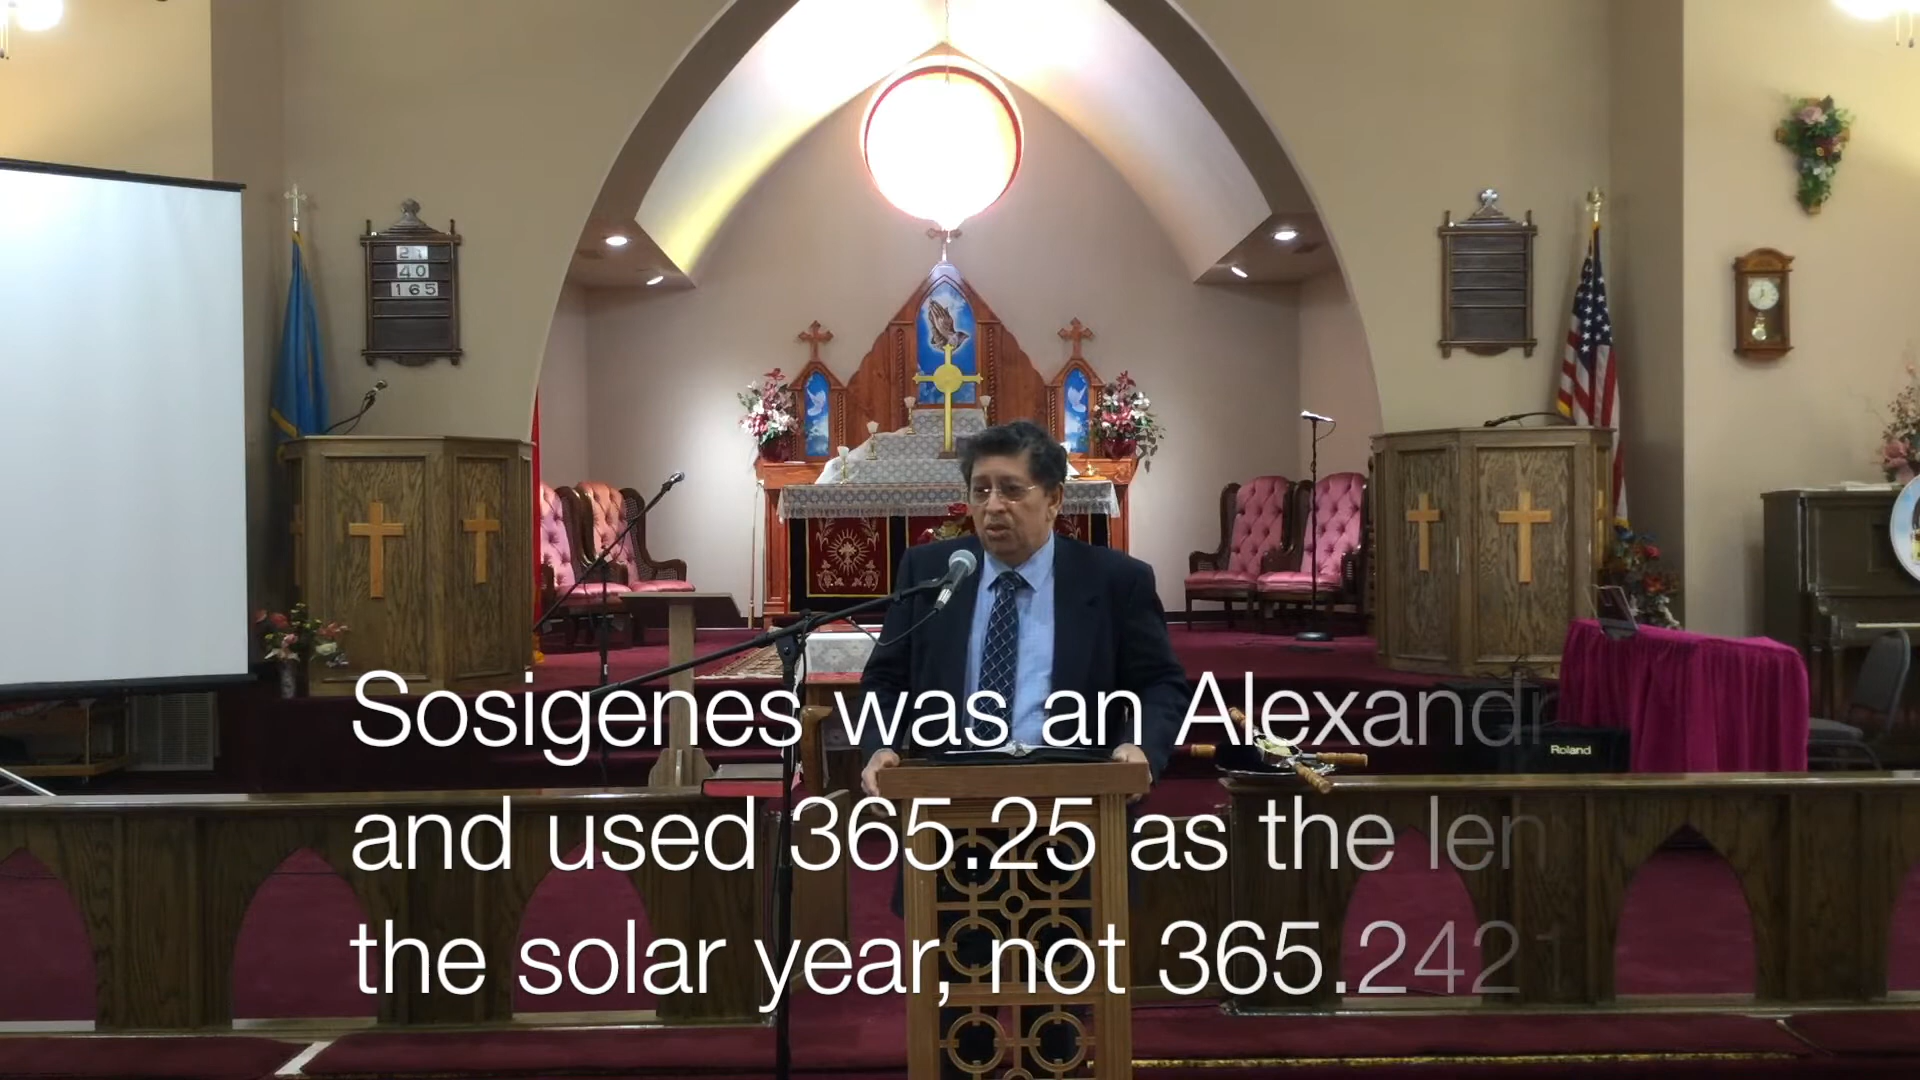 21
40
165
Sosigenes was an Alexandr
Roland
and used 365.25 as the len
the solar year, not 365.2421